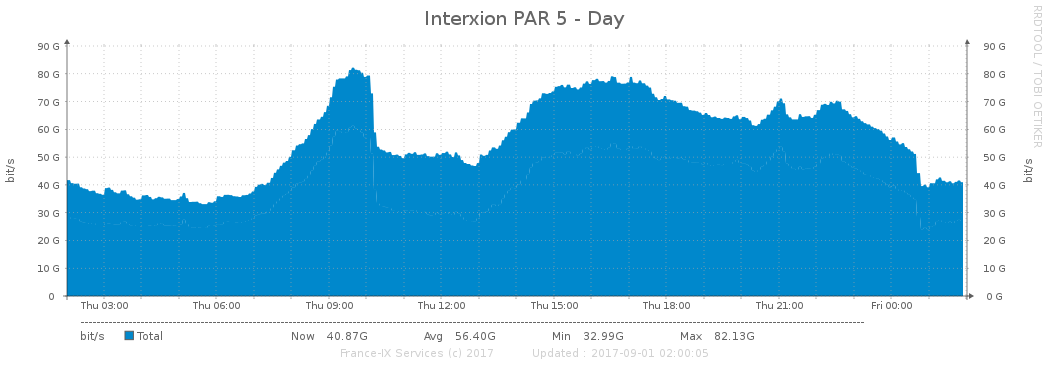 Interxion PAR 5 - Day
RRDTOOL / TOBI OETIKER
90 G 90 G
80 G 80 G
70 G 70 G
60 G 60 G
50 G 50 G
40 G 40 G
30 G 30 G
20 G 20 G
10 G 10 G
0 0 G
bit/s bit/s
Thu 03:00 Thu 06:00 Thu 09:00 Thu 12:00 Thu 15:00 Thu 18:00 Thu 21:00 Fri 00:00
bit/s Total Now 40.87G Avg 56.40G Min 32.99G Max 82.13G
France-IX Services (c) 2017 Updated : 2017-09-01 02:00:05